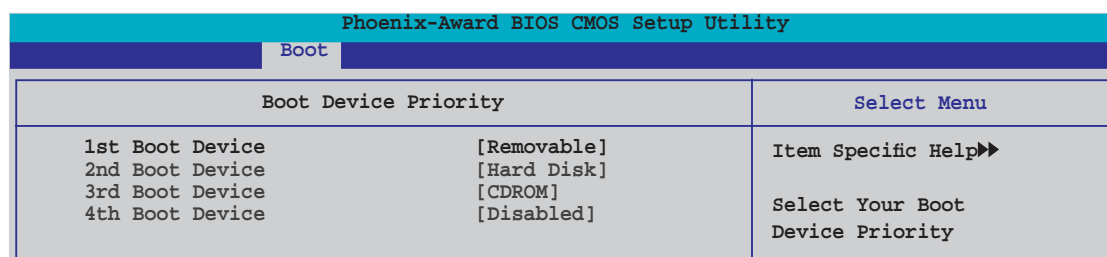 Phoenix-Award BIOS CMOS Setup Utility
Boot
Boot Device Priority
Select Menu
1st Boot Device [Removable]
2nd Boot Device [Hard Disk]
3rd Boot Device [CDROM]
4th Boot Device [Disabled]
Item Specific Help
Select Your Boot
Device Priority